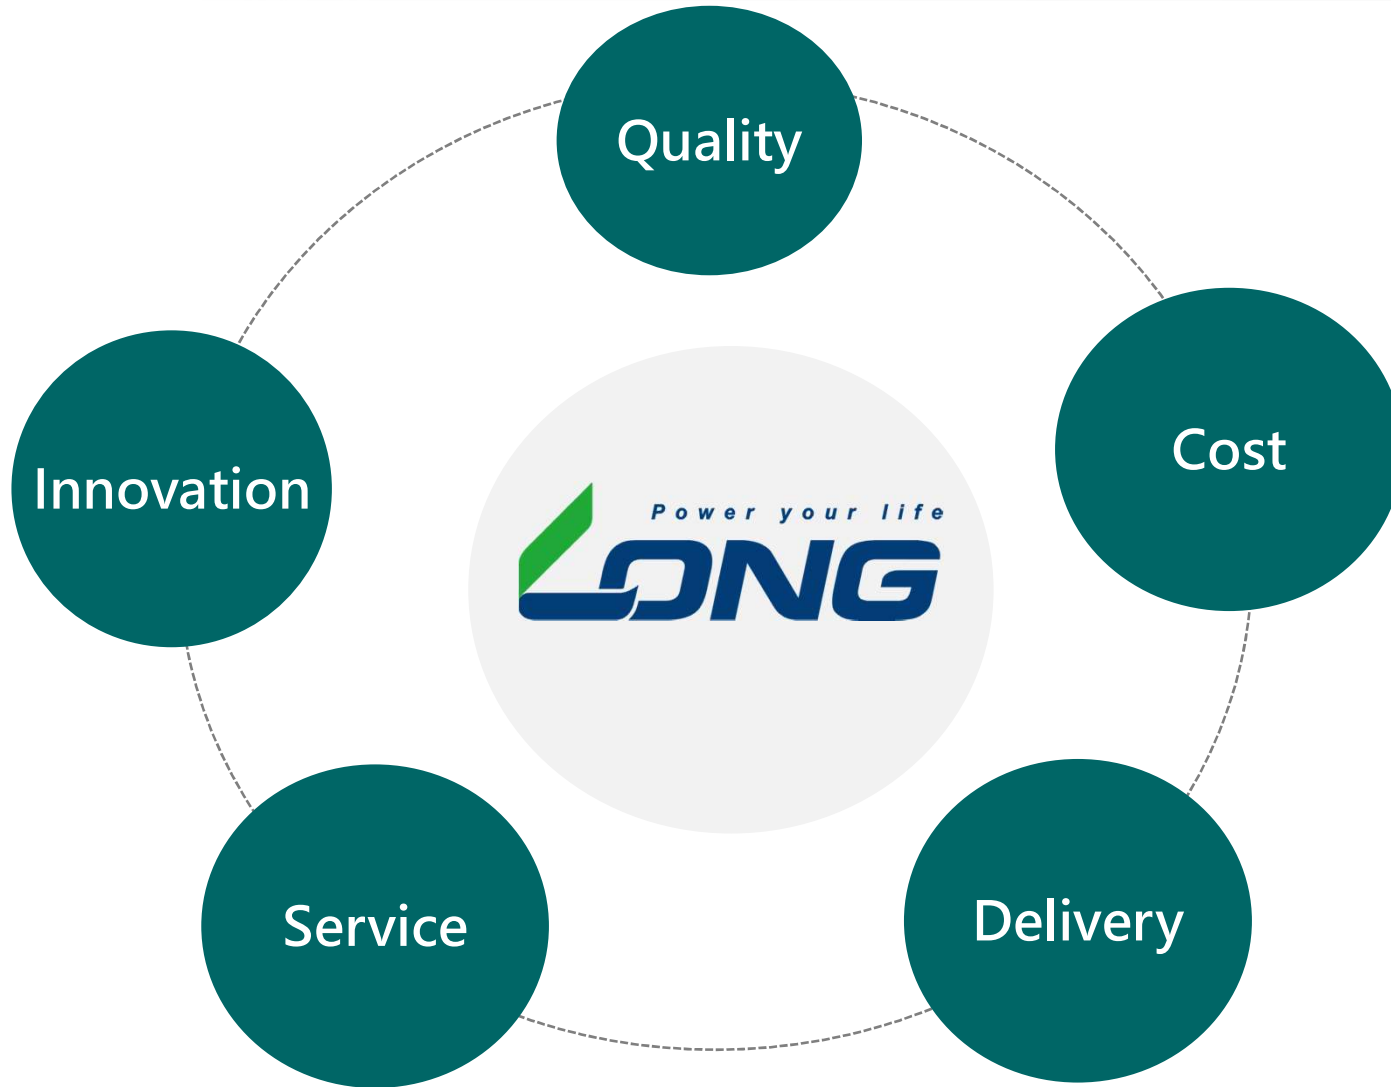 Quality
Cost
Innovation
Power your life
LONG
Service
Delivery